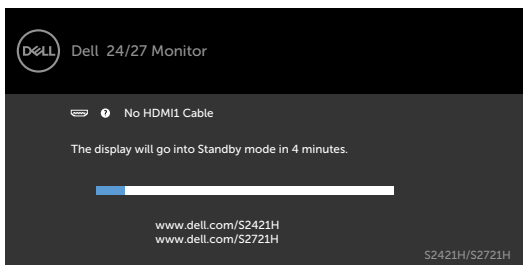 DELL
Dell 24/27 Monitor
? No HDMI1 Cable
The display will go into Standby mode in 4 minutes.
www.dell.com/S2421H
www.dell.com/S2721H
S2421H/S2721H